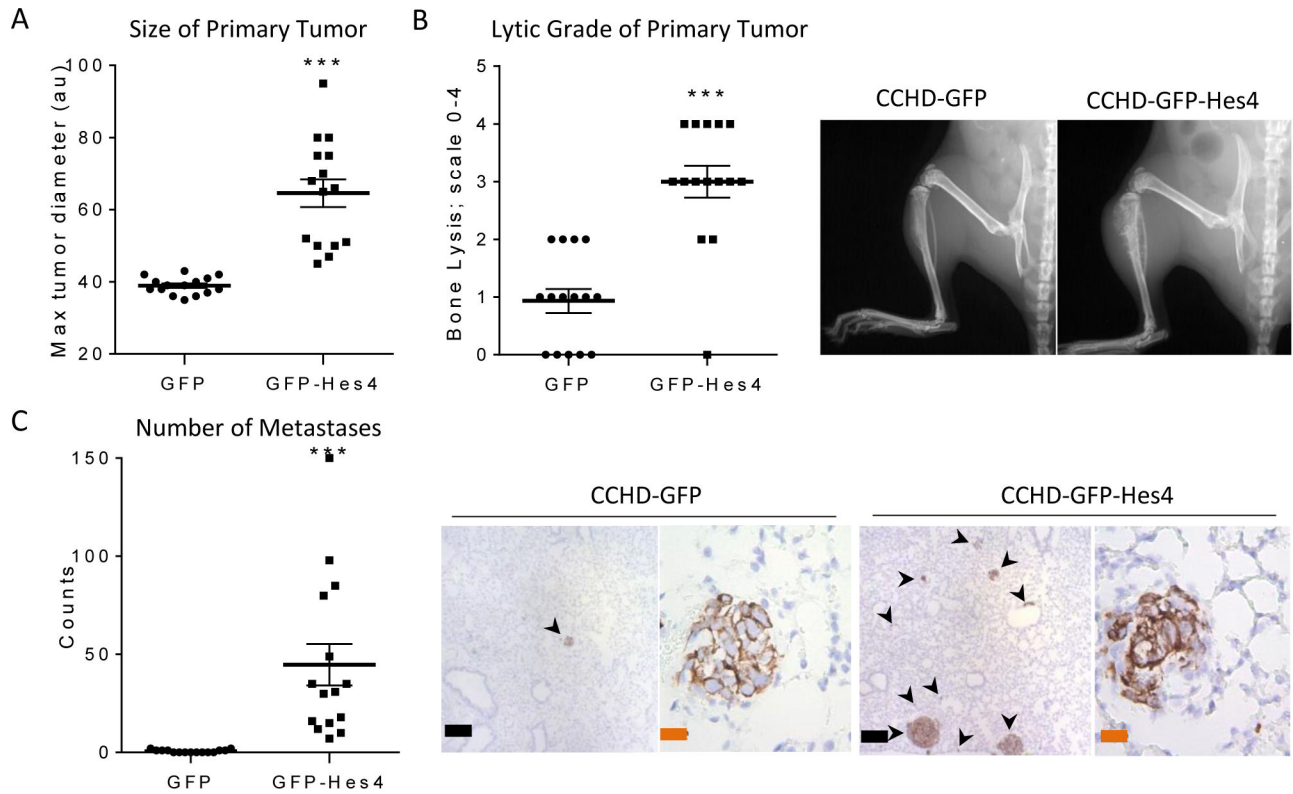 A
Size of Primary Tumor
***
Max tumor diameter (au)
100
80
60
40
20
GFP
GFP-Hes4
B
Lytic Grade of Primary Tumor
***
Bone Lysis; scale 0-4
5
4
3
2
1
0
GFP
GFP-Hes4
CCHD-GFP
CCHD-GFP-Hes4
C
Number of Metastases
***
Counts
150
100
50
0
GFP
GFP-Hes4
CCHD-GFP
CCHD-GFP-Hes4